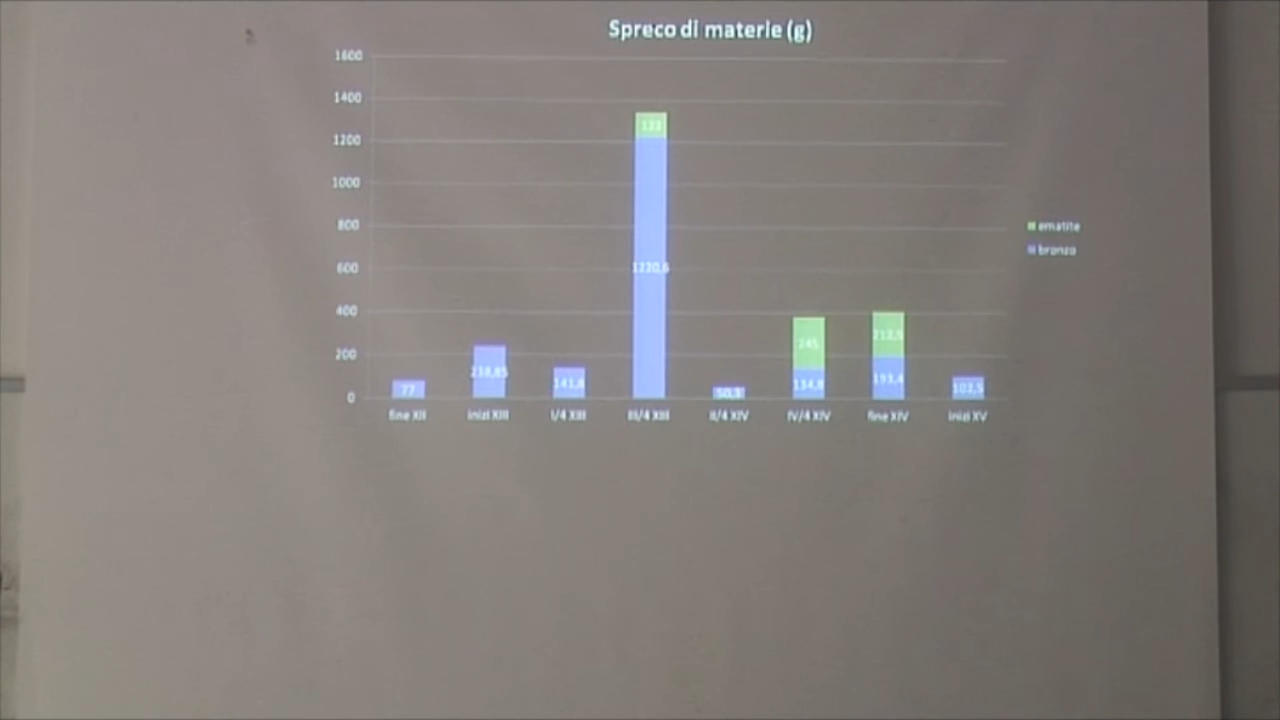 Spreco di materie (g)
1600
1400
1200
1000
800
600
400
200
0
133
1220,6
77
238,85
141,8
50,3
245
134,8
212,5
193,4
102,5
fine XII
inizi XIII
I/4 XIII
III/4 XIII
II/4 XIV
IV/4 XIV
fine XIV
inizi XV
ematite
bronzo